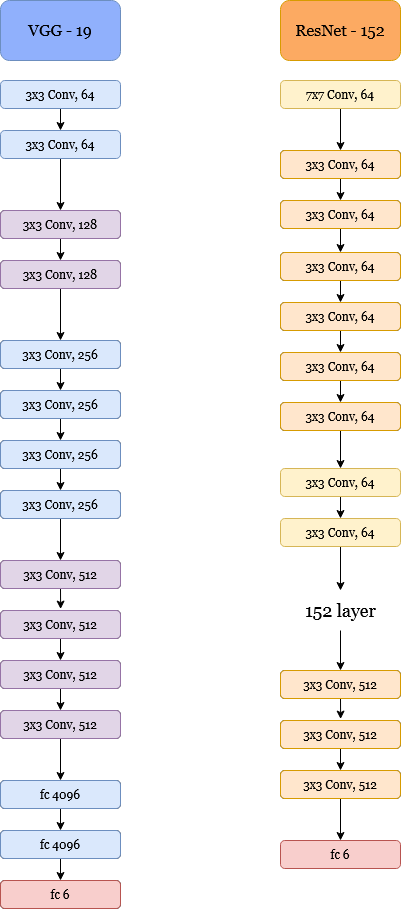 VGG - 19
3x3 Conv, 64
3x3 Conv, 64
3x3 Conv, 128
3x3 Conv, 128
3x3 Conv, 256
3x3 Conv, 256
3x3 Conv, 256
3x3 Conv, 256
3x3 Conv, 512
3x3 Conv, 512
3x3 Conv, 512
3x3 Conv, 512
fc 4096
fc 4096
fc 6
ResNet - 152
7x7 Conv, 64
3x3 Conv, 64
3x3 Conv, 64
3x3 Conv, 64
3x3 Conv, 64
3x3 Conv, 64
3x3 Conv, 64
3x3 Conv, 64
3x3 Conv, 64
152 layer
3x3 Conv, 512
3x3 Conv, 512
3x3 Conv, 512
fc 6